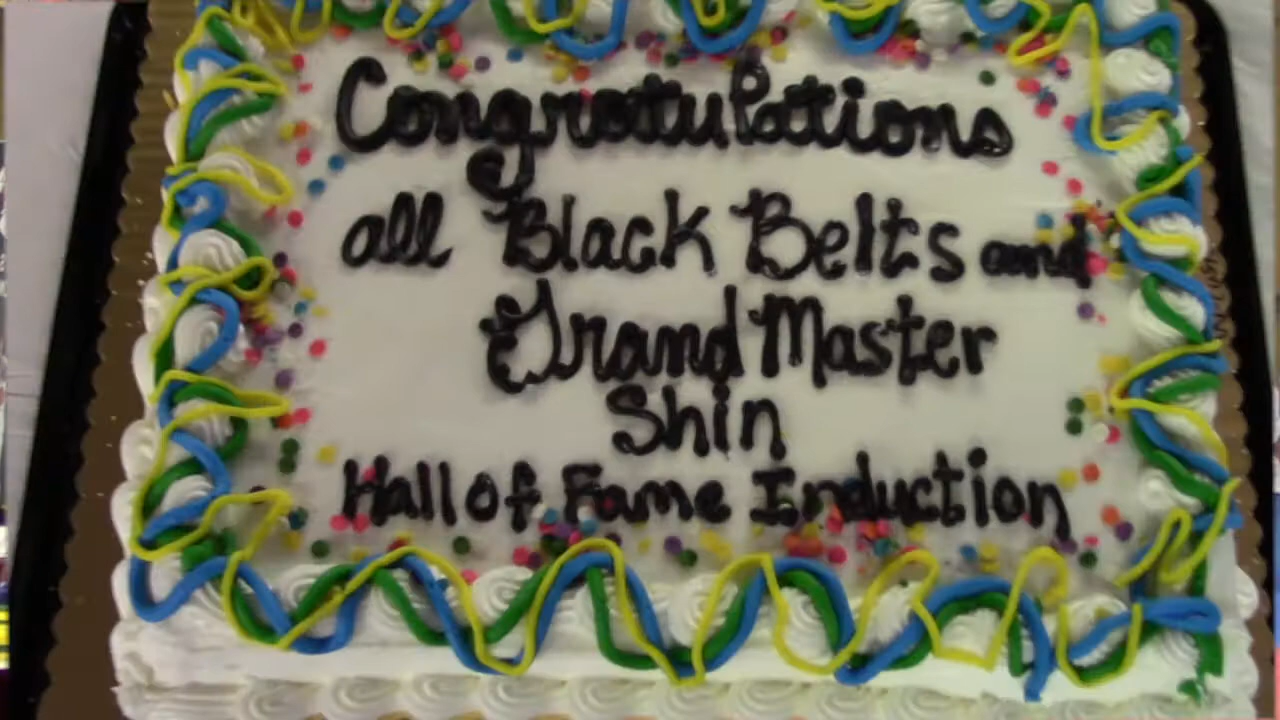 Congratulations
all Black Belts and
Grand Master
Shin
Hall of Fame Induction